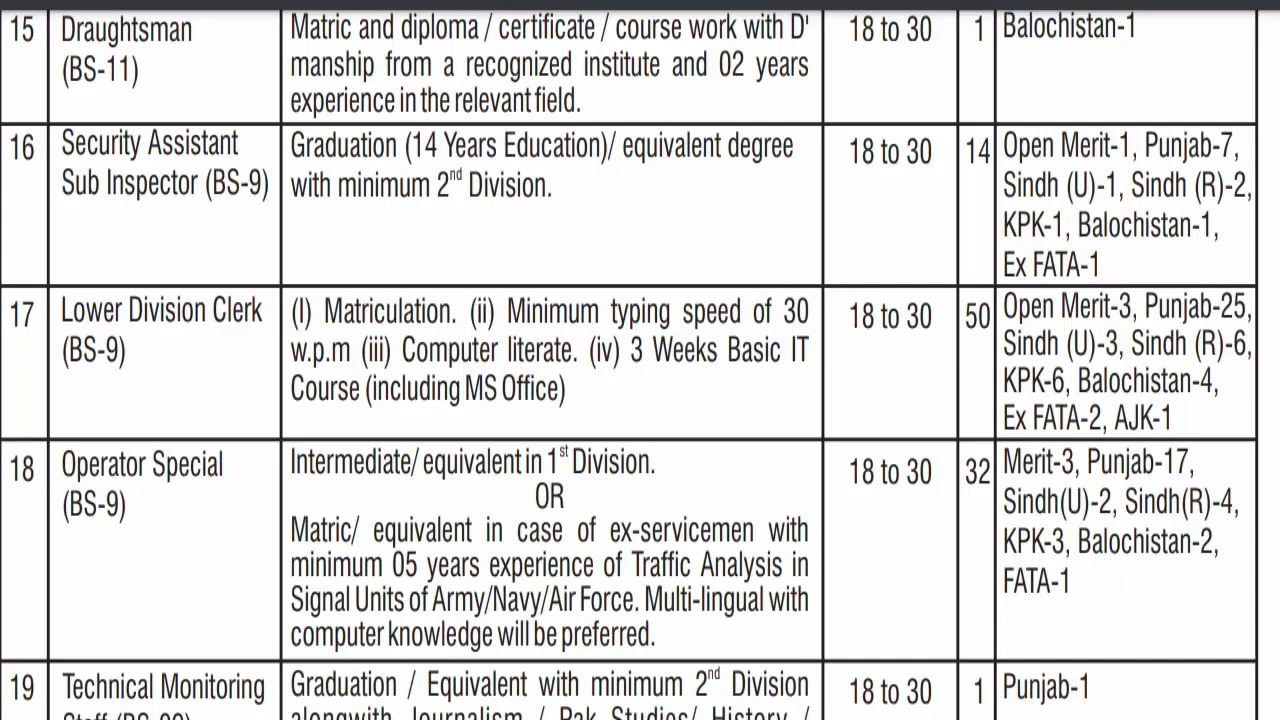 15 Draughtsman Matric and diploma / certificate / course work with D' 18 to 30 1 Balochistan-1
(BS-11) manship from a recognized institute and 02 years
experience in the relevant field.
16 Security Assistant Graduation (14 Years Education)/ equivalent degree 18 to 30 14 Open Merit-1, Punjab-7,
Sub Inspector (BS-9) with minimum 2nd Division. Sindh (U)-1, Sindh (R)-2,
KPK-1, Balochistan-1,
Ex FATA-1
17 Lower Division Clerk (I) Matriculation. (ii) Minimum typing speed of 30 18 to 30 50 Open Merit-3, Punjab-25,
(BS-9) w.p.m (iii) Computer literate. (iv) 3 Weeks Basic IT Sindh (U)-3, Sindh (R)-6,
Course (including MS Office) KPK-6, Balochistan-4,
Ex FATA-2, AJK-1
18 Operator Special Intermediate/ equivalent in 1st Division. 18 to 30 32 Merit-3, Punjab-17,
(BS-9) OR Sindh(U)-2, Sindh(R)-4,
Matric/ equivalent in case of ex-servicemen with KPK-3, Balochistan-2,
minimum 05 years experience of Traffic Analysis in FATA-1
Signal Units of Army/Navy/Air Force. Multi-lingual with
computer knowledge will be preferred.
19 Technical Monitoring Graduation / Equivalent with minimum 2nd Division 18 to 30 1 Punjab-1
alongwith Journalism / Pak Studies/ History /